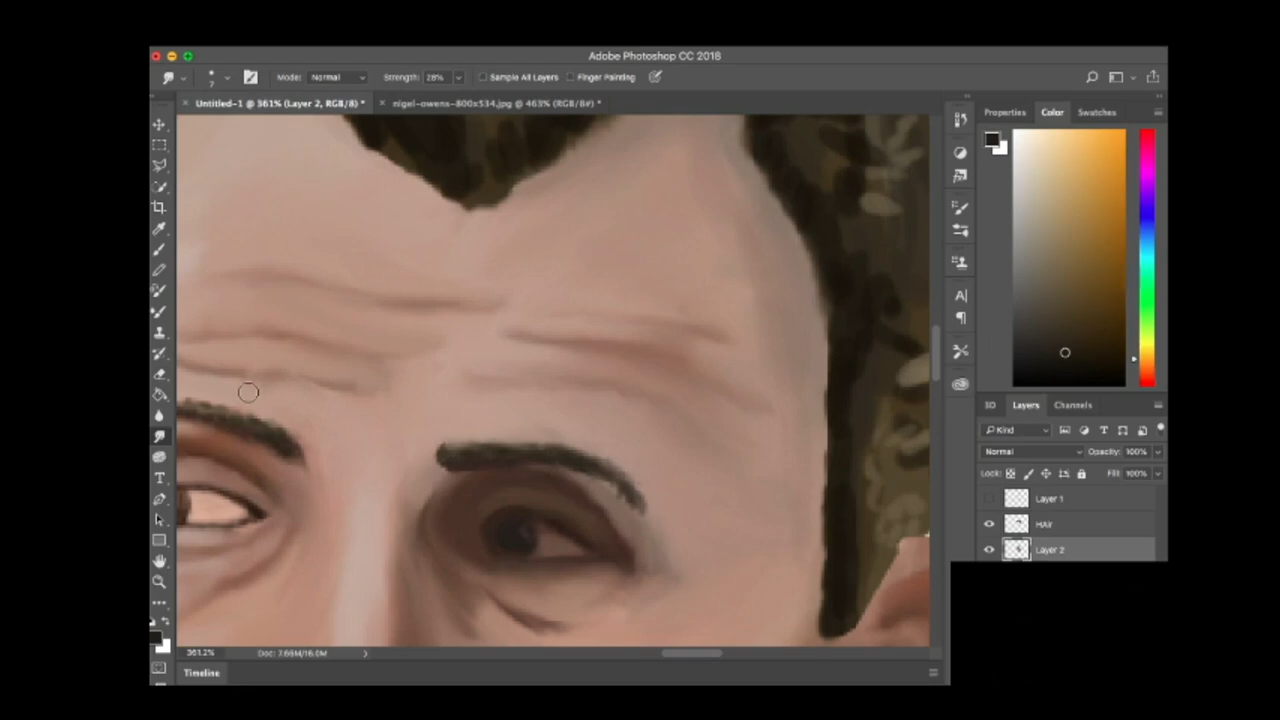 Adobe Photoshop CC 2018
7 Mode: Normal Strength: 28% Sample All Layers Finger Painting
× Untitled-1 @ 361% (Layer 2, RGB/8) * × nigel-owens-800x534.jpg @ 463% (RGB/8#) *
Properties Color Swatches
3D Layers Channels
Kind
Normal Opacity: 100%
Lock: Fill: 100%
Layer 1
HAir
Layer 2
361.2% Doc: 7.66M/16.0M
Timeline